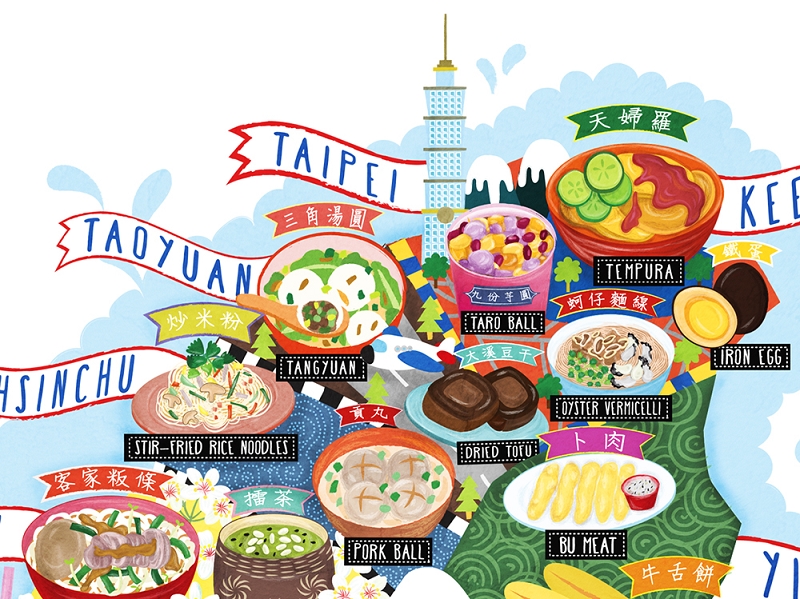 天婦羅
TAIPEI
KEE
TEMPURA
三角湯圓
TAOYUAN
鐵蛋
九份芋圓
TARO BALL
蚵仔麵線
炒米粉
TANGYUAN
大溪豆干
IRON EGG
HSINCHU
OYSTER VERMICELLI
貢丸
STIR-FRIED RICE NOODLES
DRIED TOFU
卜肉
客家粄條
擂茶
PORK BALL
BU MEAT
牛舌餅
YI